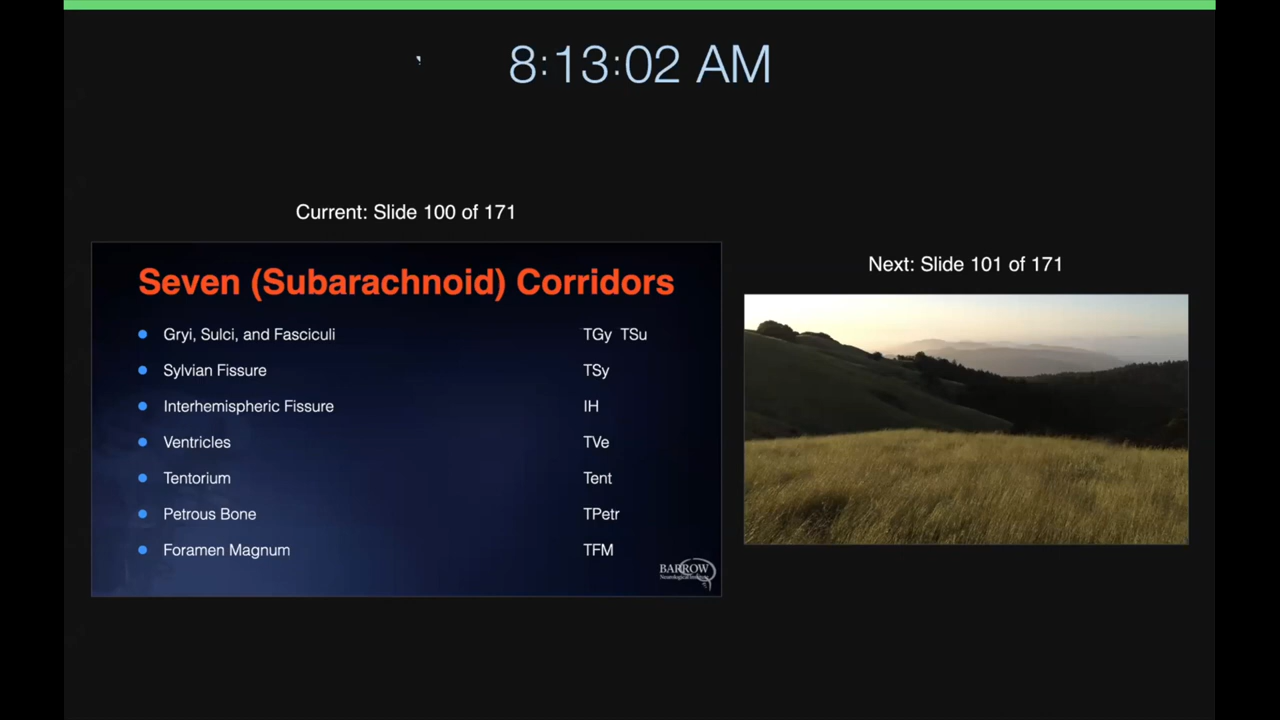 8:13:02 AM
Current: Slide 100 of 171
Seven (Subarachnoid) Corridors
Gryi, Sulci, and Fasciculi TGy TSu
Sylvian Fissure TSy
Interhemispheric Fissure IH
Ventricles TVe
Tentorium Tent
Petrous Bone TPetr
Foramen Magnum TFM
BARROW
Neurological Institute
Next: Slide 101 of 171